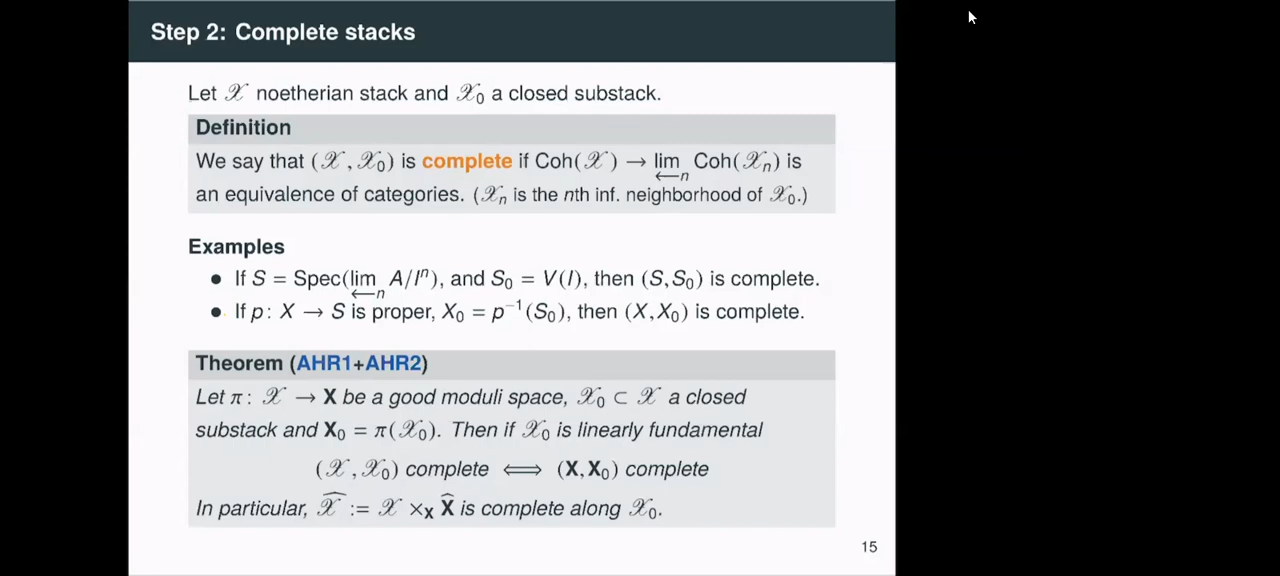 Step 2: Complete stacks
Let 𝒳 noetherian stack and 𝒳₀ a closed substack.
Definition
We say that (𝒳, 𝒳₀) is complete if Coh(𝒳) → lim←n Coh(𝒳ₙ) is
an equivalence of categories. (𝒳ₙ is the nth inf. neighborhood of 𝒳₀.)
Examples
• If S = Spec(lim←n A/Iⁿ), and S₀ = V(I), then (S,S₀) is complete.
• If p: X → S is proper, X₀ = p⁻¹(S₀), then (X,X₀) is complete.
Theorem (AHR1+AHR2)
Let π: 𝒳 → X be a good moduli space, 𝒳₀ ⊂ 𝒳 a closed
substack and X₀ = π(𝒳₀). Then if 𝒳₀ is linearly fundamental
(𝒳, 𝒳₀) complete ⟺ (X,X₀) complete
In particular, 𝒳̂ := 𝒳 ×_X X̂ is complete along 𝒳₀.
15